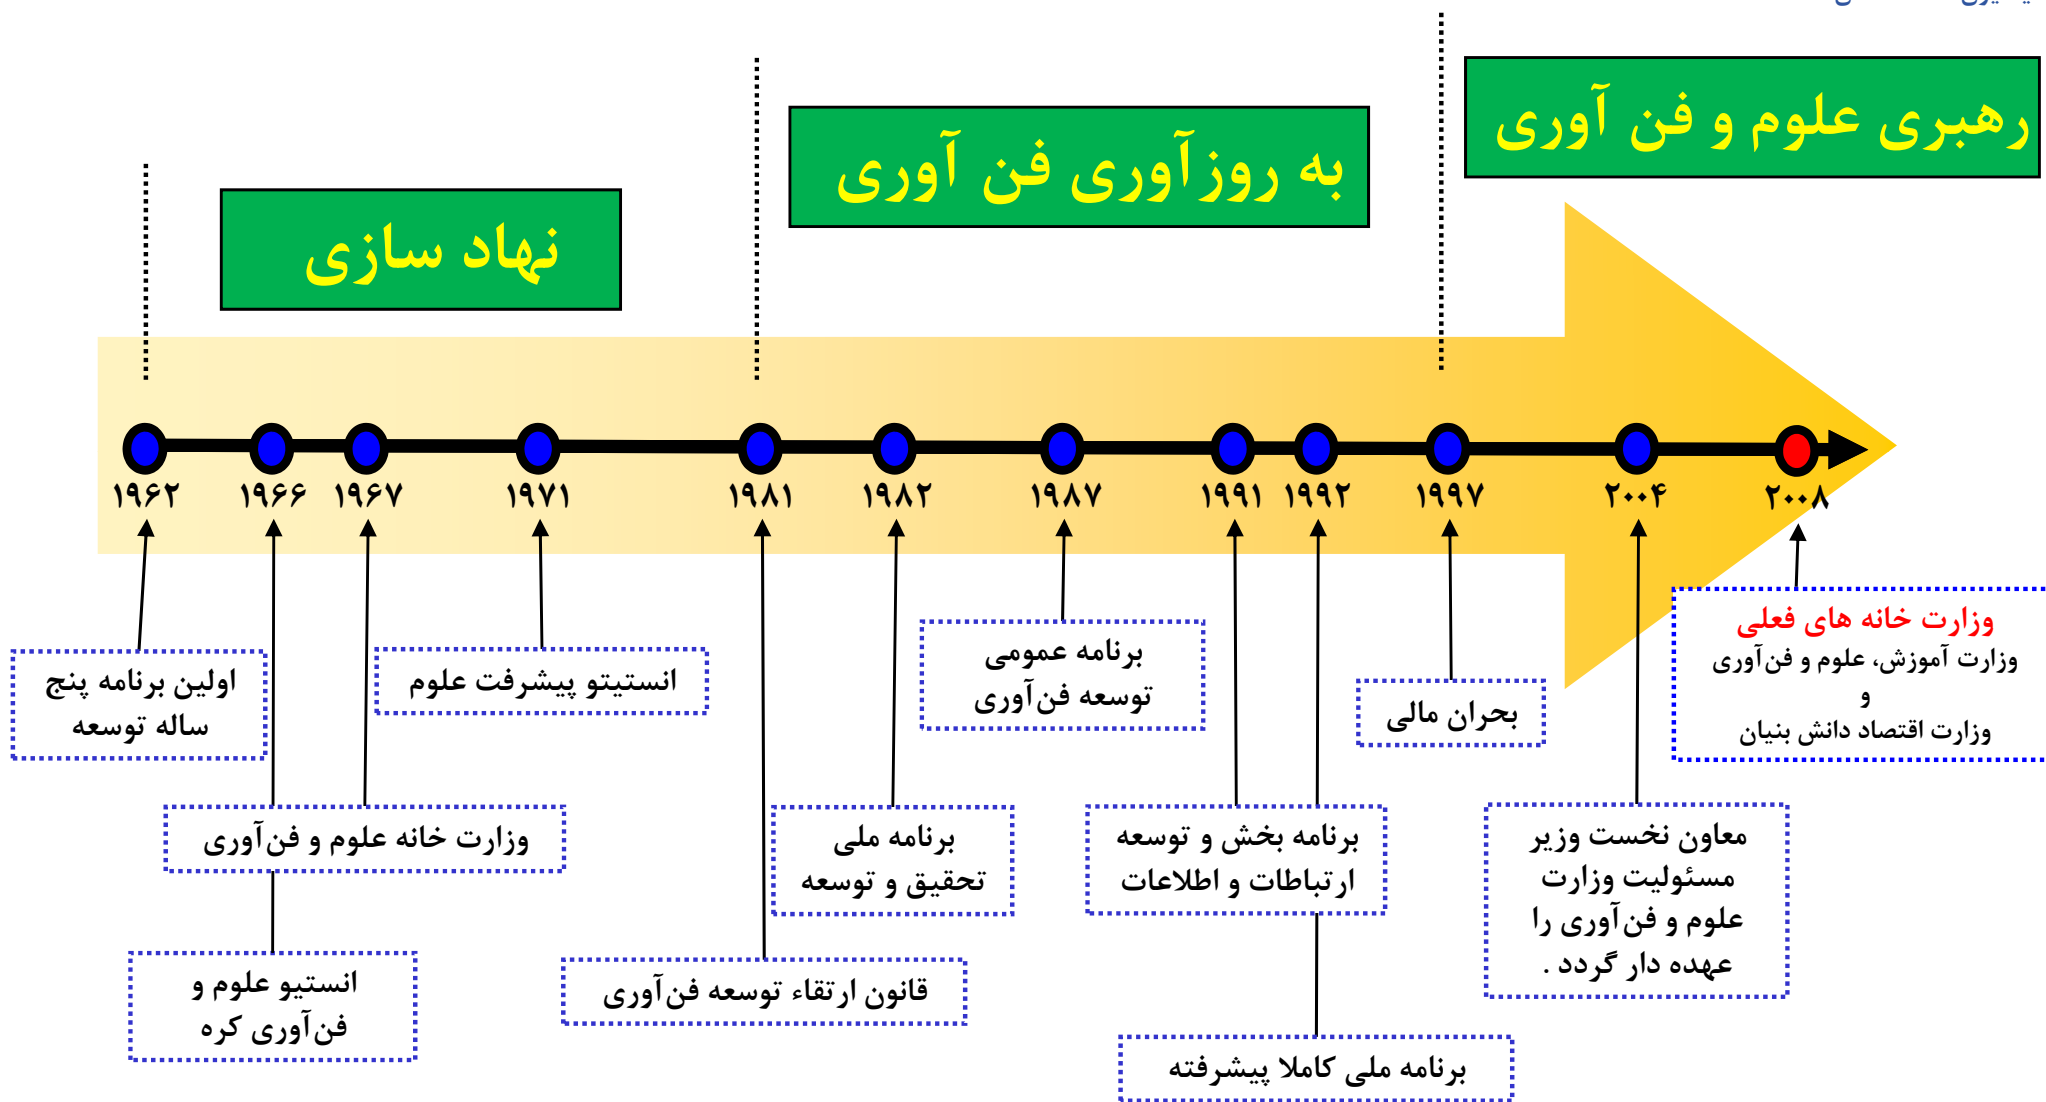 رهبری علوم و فن آوری
به روزآوری فن آوری
نهاد سازی
۱۹۶۲
۱۹۶۶
۱۹۶۷
۱۹۷۱
۱۹۸۱
۱۹۸۲
۱۹۸۷
۱۹۹۱
۱۹۹۲
۱۹۹۷
۲۰۰۴
۲۰۰۸
اولین برنامه پنج
ساله توسعه
انستیتو پیشرفت علوم
برنامه عمومی
توسعه فن‌آوری
بحران مالی
وزارت خانه های فعلی
وزارت آموزش، علوم و فن‌آوری
و
وزارت اقتصاد دانش بنیان
وزارت خانه علوم و فن‌آوری
برنامه ملی
تحقیق و توسعه
برنامه بخش و توسعه
ارتباطات و اطلاعات
معاون نخست وزیر
مسئولیت وزارت
علوم و فن‌آوری را
عهده دار گردد .
انستیو علوم و
فن‌آوری کره
قانون ارتقاء توسعه فن‌آوری
برنامه ملی کاملا پیشرفته